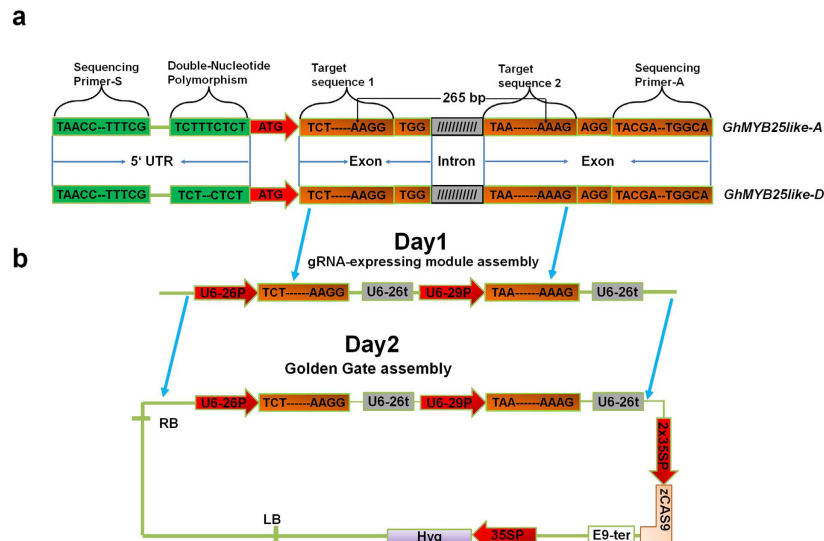 a
Sequencing
Primer-S
Double-Nucleotide
Polymorphism
Target
sequence 1
265 bp
Target
sequence 2
Sequencing
Primer-A
TAACC--TTTCG
TCTTTCTCT
ATG
TCT-----AAGG
TGG
///////////
TAA------AAAG
AGG
TACGA--TGGCA
GhMYB25like-A
5' UTR
Exon
Intron
Exon
TAACC--TTTCG
TCT--CTCT
ATG
TCT-----AAGG
TGG
///////////
TAA------AAAG
AGG
TACGA--TGGCA
GhMYB25like-D
b
Day1
gRNA-expressing module assembly
U6-26P
TCT------AAGG
U6-26t
U6-29P
TAA------AAAG
U6-26t
Day2
Golden Gate assembly
U6-26P
TCT------AAGG
U6-26t
U6-29P
TAA------AAAG
U6-26t
RB
2x35SP
zCAS9
LB
Hyg
35SP
E9-ter